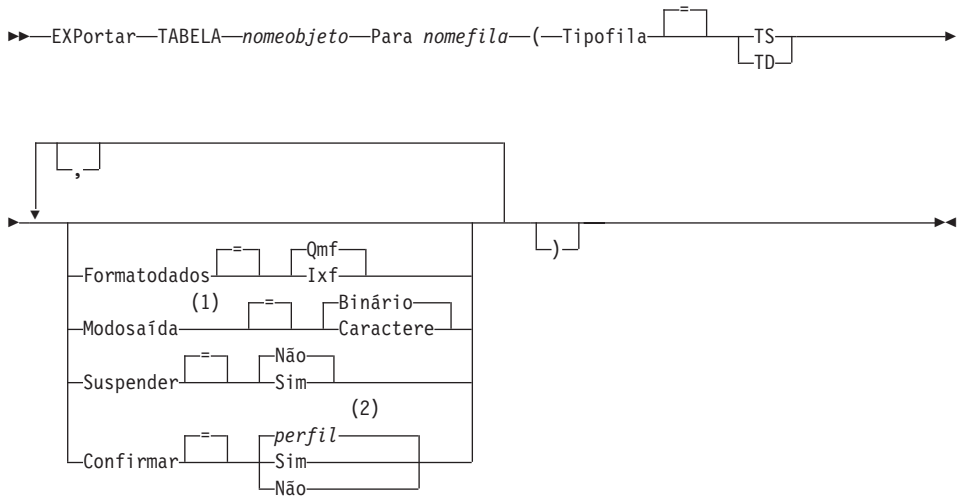 EXPortar TABELA nomeobjeto Para nomefila ( Tipofila = TS
TD
,
Formatodados = Qmf
Ixf
)
(1)
Modosaída = Binário
Caractere
Suspender = Não
Sim
(2)
Confirmar = perfil
Sim
Não